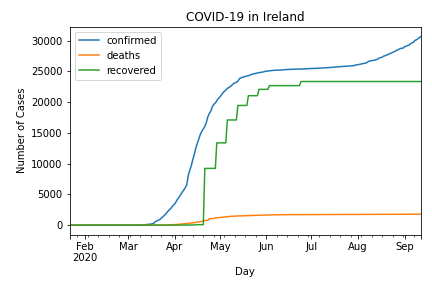 COVID-19 in Ireland
confirmed
deaths
recovered
Number of Cases
30000
25000
20000
15000
10000
5000
0
Feb Mar Apr May Jun Jul Aug Sep
2020
Day